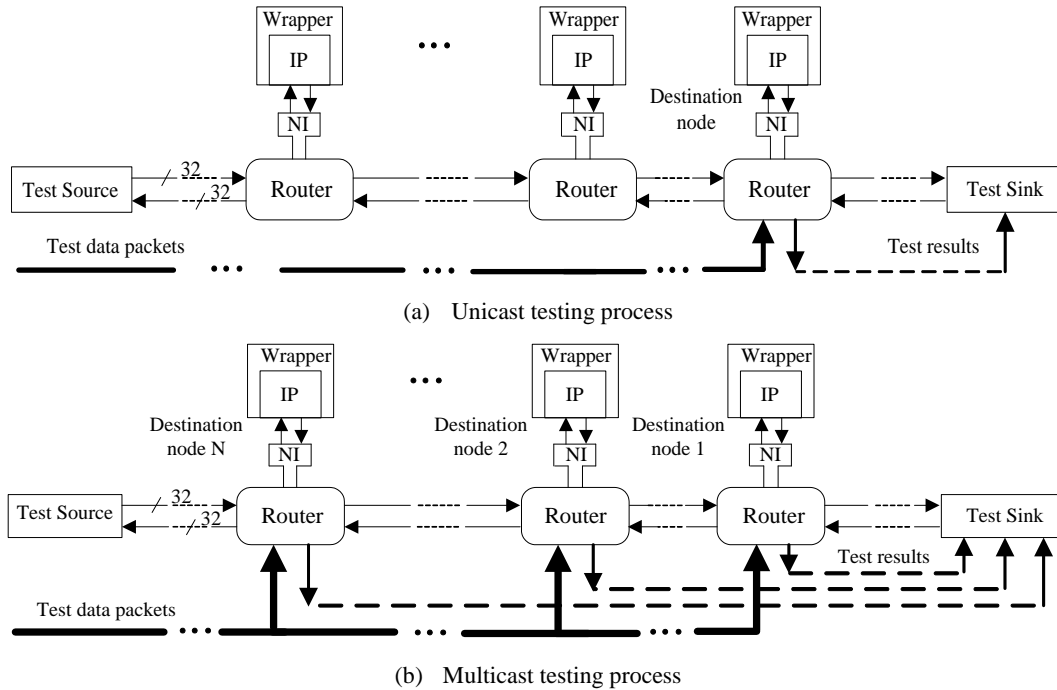 Wrapper
IP
NI
...
Wrapper
IP
NI
Destination
node
Wrapper
IP
NI
Test Source
32
32
Router
Router
Router
Test Sink
Test data packets
...
...
...
Test results
(a) Unicast testing process
Destination
node N
Wrapper
IP
NI
...
Destination
node 2
Wrapper
IP
NI
Destination
node 1
Wrapper
IP
NI
Test Source
32
32
Router
Router
Router
Test Sink
Test results
Test data packets
...
...
...
(b) Multicast testing process